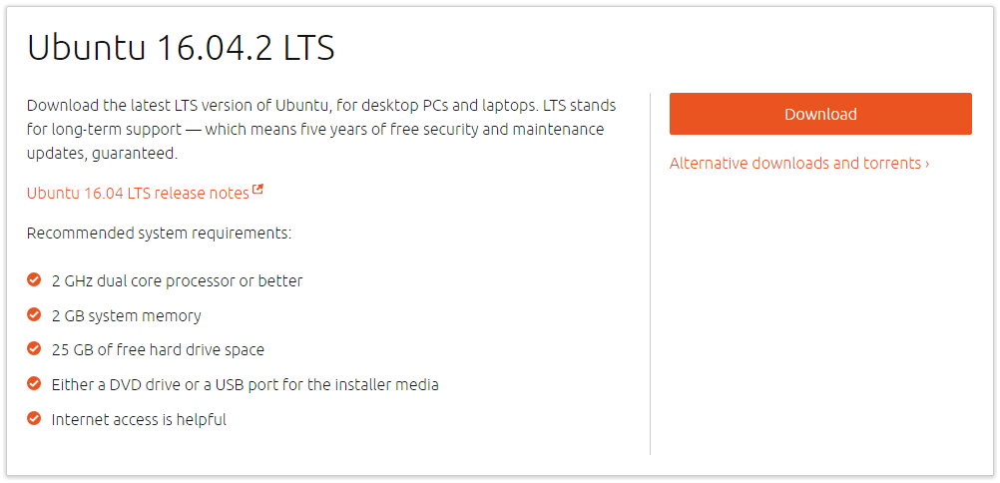 Ubuntu 16.04.2 LTS
Download the latest LTS version of Ubuntu, for desktop PCs and laptops. LTS stands
for long-term support — which means five years of free security and maintenance
updates, guaranteed.
Ubuntu 16.04 LTS release notes
Recommended system requirements:
2 GHz dual core processor or better
2 GB system memory
25 GB of free hard drive space
Either a DVD drive or a USB port for the installer media
Internet access is helpful
Download
Alternative downloads and torrents ›